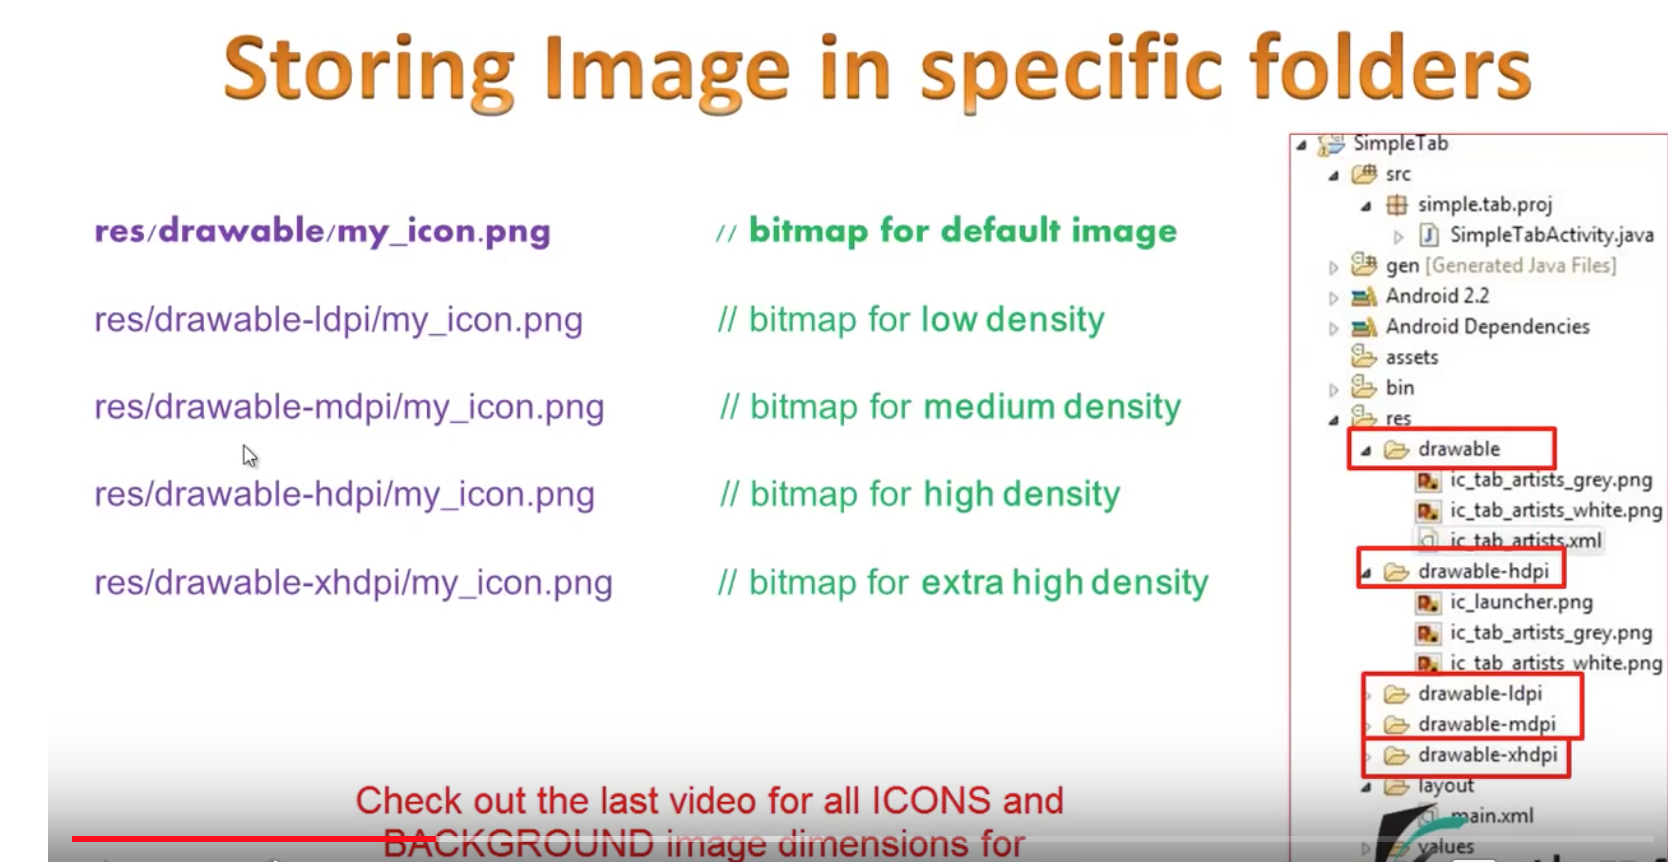 Storing Image in specific folders
res/drawable/my_icon.png // bitmap for default image
res/drawable-ldpi/my_icon.png // bitmap for low density
res/drawable-mdpi/my_icon.png // bitmap for medium density
res/drawable-hdpi/my_icon.png // bitmap for high density
res/drawable-xhdpi/my_icon.png // bitmap for extra high density
Check out the last video for all ICONS and
BACKGROUND image dimensions for
SimpleTab
src
simple.tab.proj
SimpleTabActivity.java
gen [Generated Java Files]
Android 2.2
Android Dependencies
assets
bin
res
drawable
ic_tab_artists_grey.png
ic_tab_artists_white.png
ic_tab_artists.xml
drawable-hdpi
ic_launcher.png
ic_tab_artists_grey.png
ic_tab_artists_white.png
drawable-ldpi
drawable-mdpi
drawable-xhdpi
layout
main.xml
values